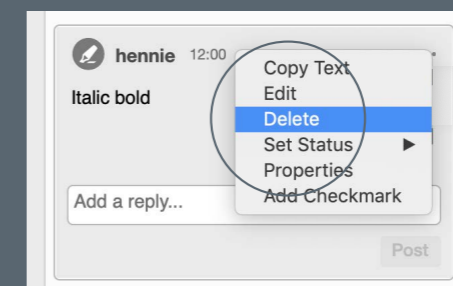 hennie 12:00
Italic bold
Copy Text
Edit
Delete
Set Status
Properties
Add Checkmark
Add a reply...
Post